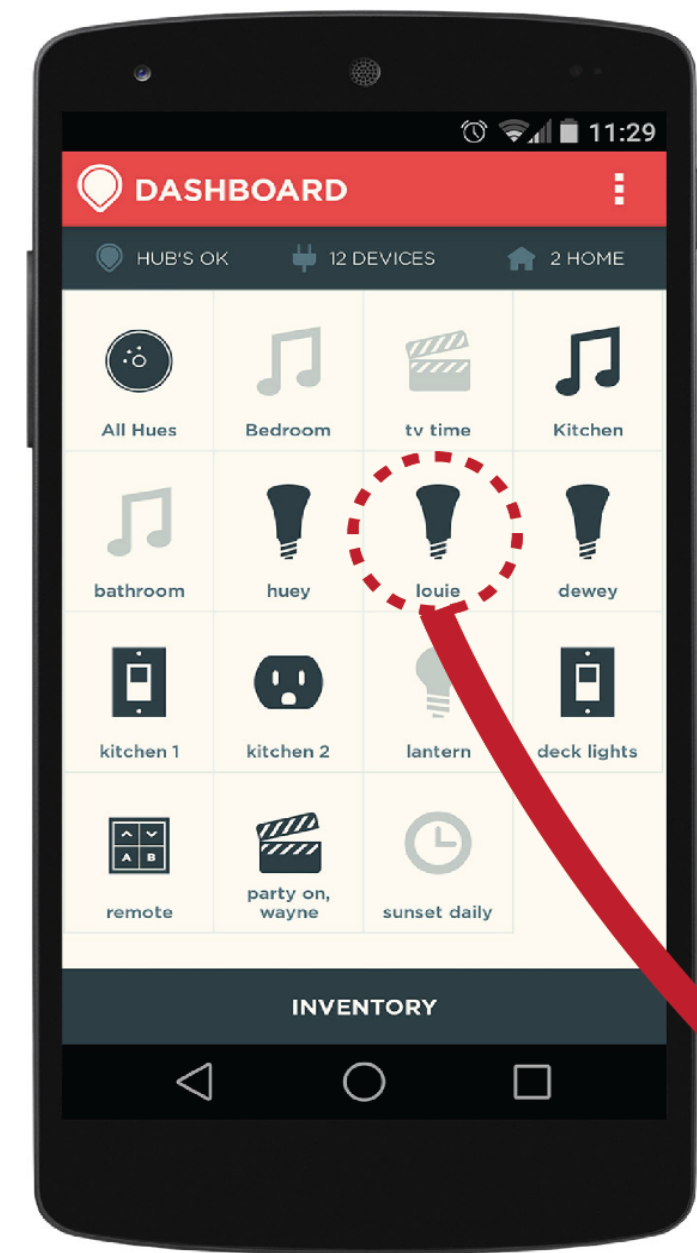 11:29
DASHBOARD
HUB'S OK 12 DEVICES 2 HOME
All Hues Bedroom tv time Kitchen
bathroom huey louie dewey
kitchen 1 kitchen 2 lantern deck lights
A B
remote party on, wayne sunset daily
INVENTORY